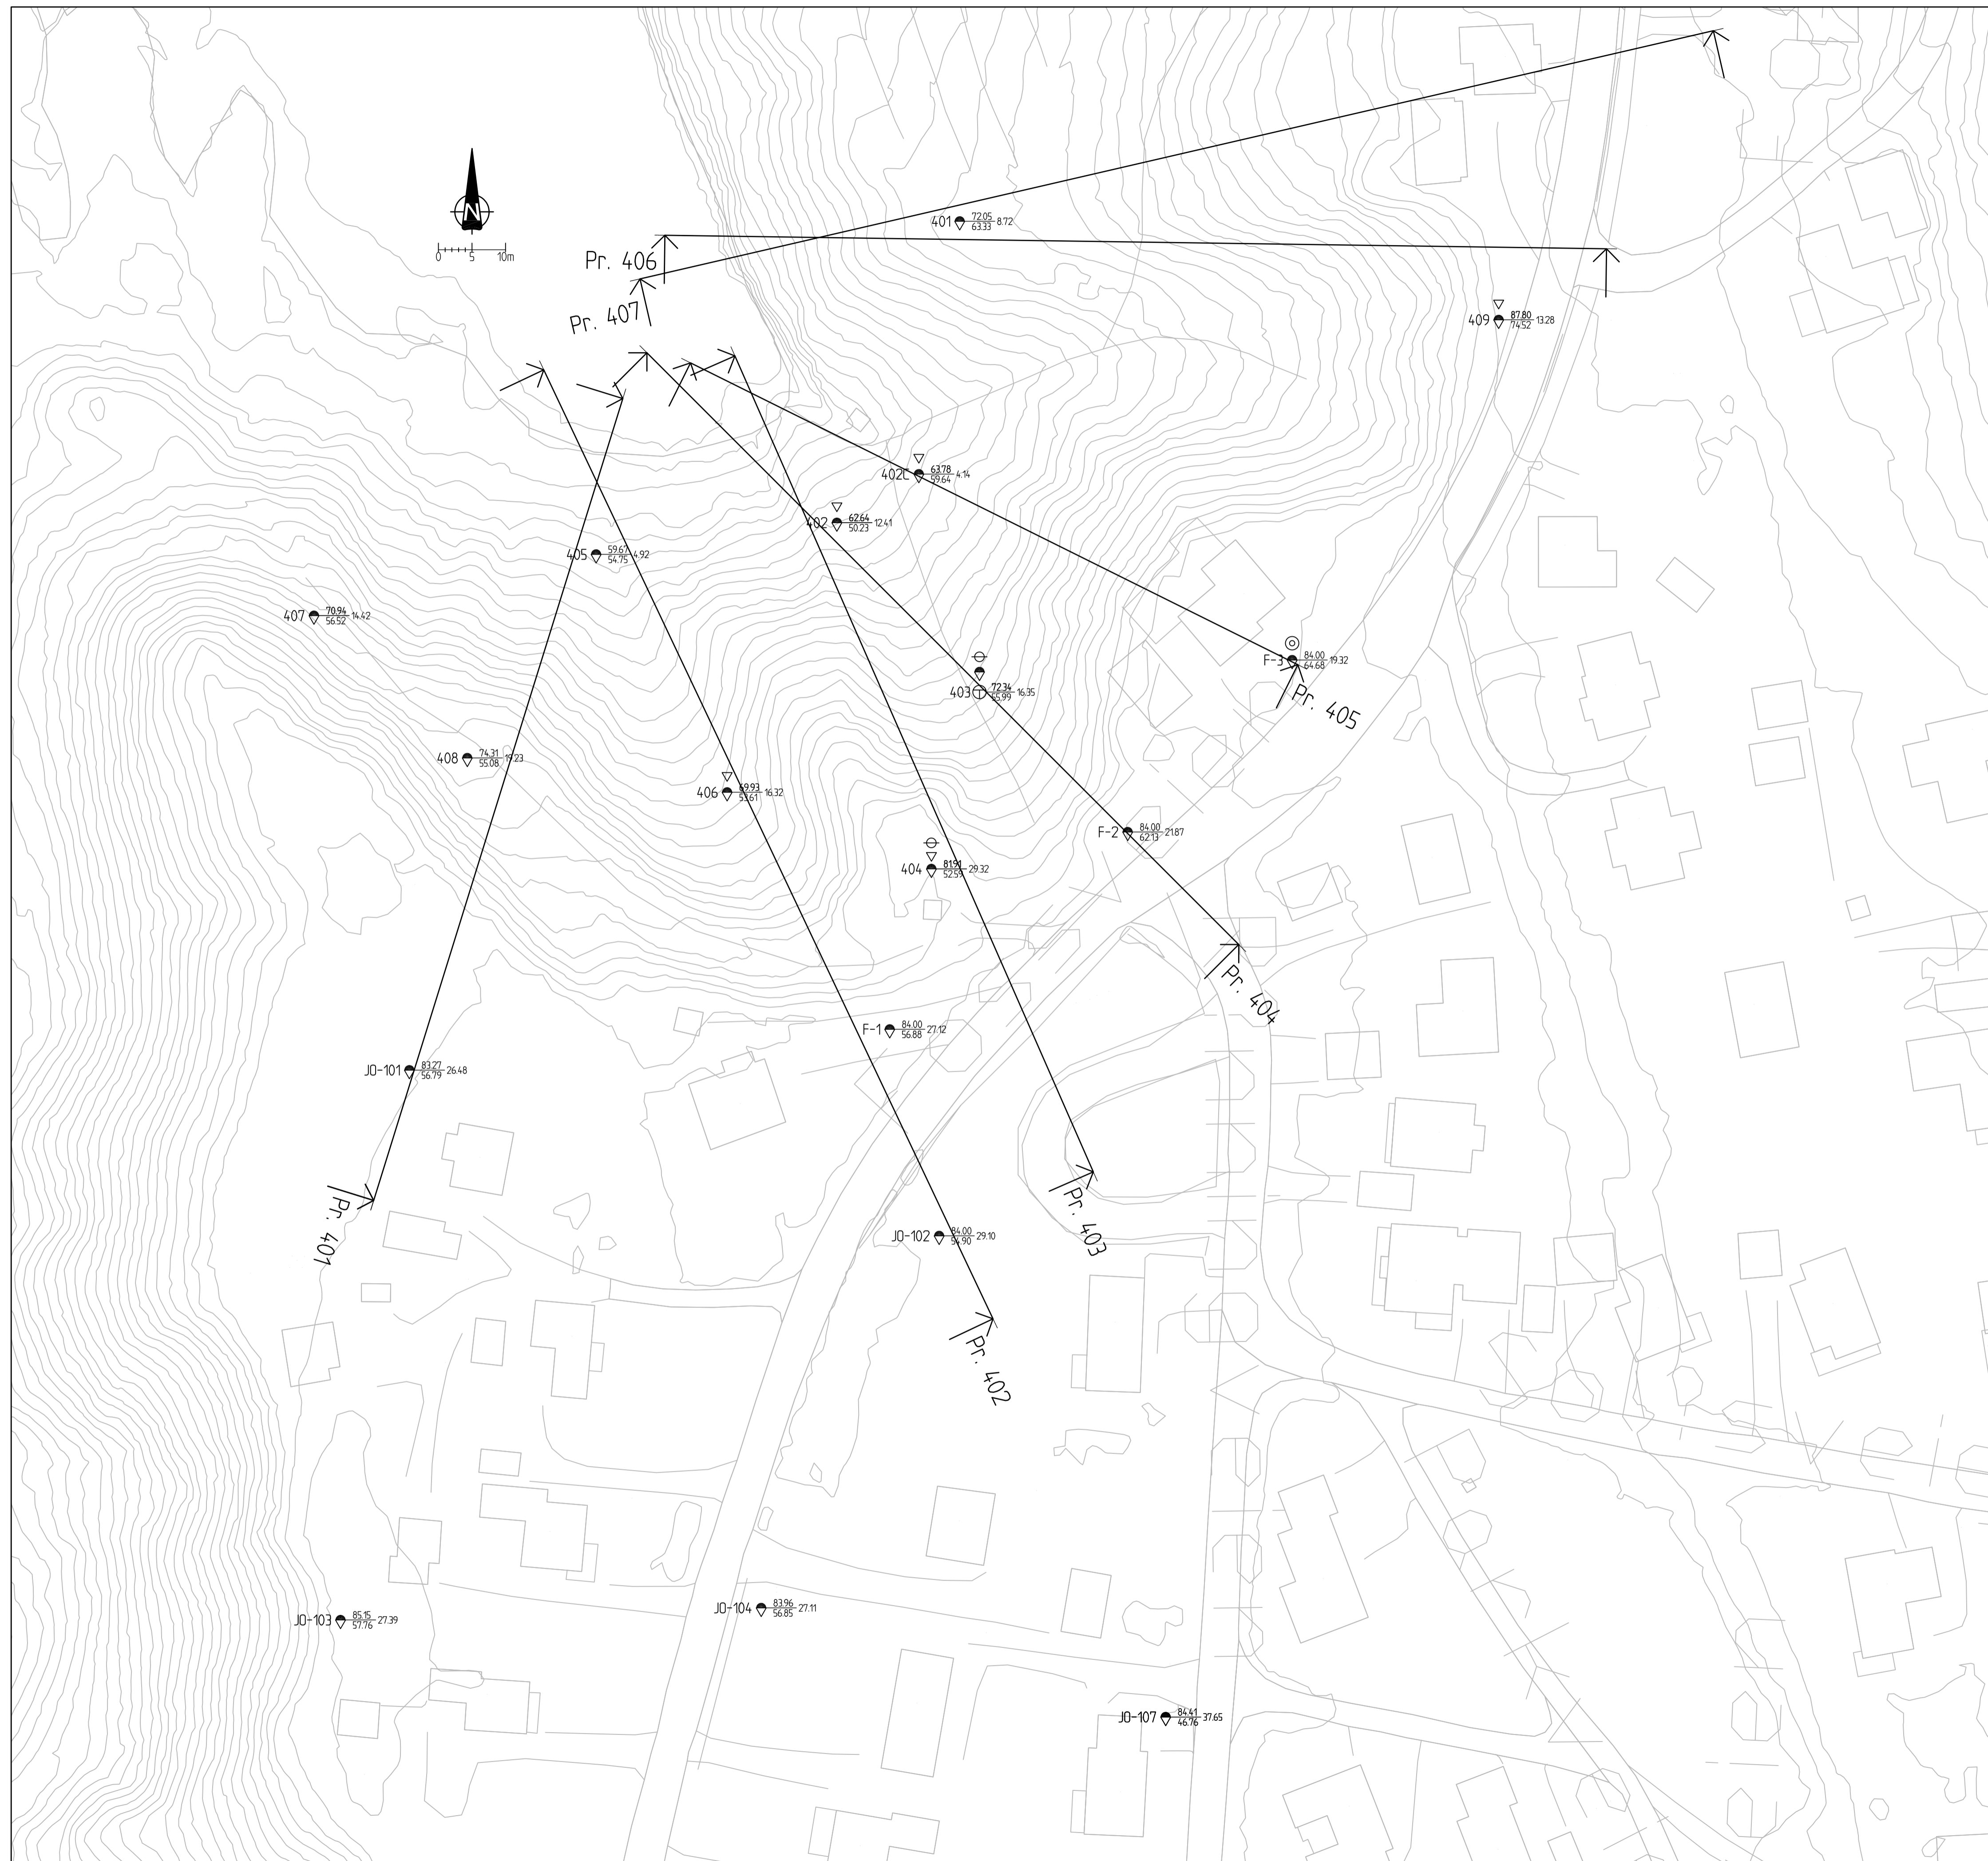 N
0 5 10m
401 72.05 8.72
63.33
Pr. 406
Pr. 407
409 87.80 13.28
74.52
402C 63.78 4.14
59.64
402 62.64 12.41
50.23
405 59.67 4.92
54.75
407 70.94 14.42
56.52
F-3 84.00 19.32
64.68
403 72.34 16.35
55.99
Pr. 405
408 74.31 19.23
55.08
406 69.93 16.32
53.61
F-2 84.00 21.87
62.13
404 81.91 29.32
52.59
Pr. 404
F-1 84.00 27.12
56.88
JO-101 83.27 26.48
56.79
Pr. 401
Pr. 403
JO-102 84.00 29.10
54.90
Pr. 402
JO-104 83.96 27.11
56.85
JO-103 85.15 27.39
57.76
JO-107 84.41 37.65
46.76